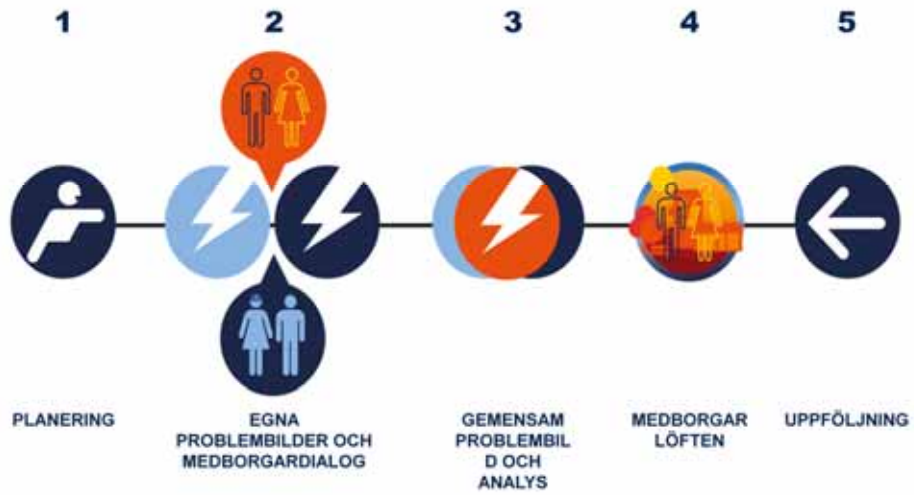 1
2
3
4
5
PLANERING
EGNA
PROBLEMBILDER OCH
MEDBORGARDIALOG
GEMENSAM
PROBLEMBIL
D OCH
ANALYS
MEDBORGAR
LÖFTEN
UPPFÖLJNING